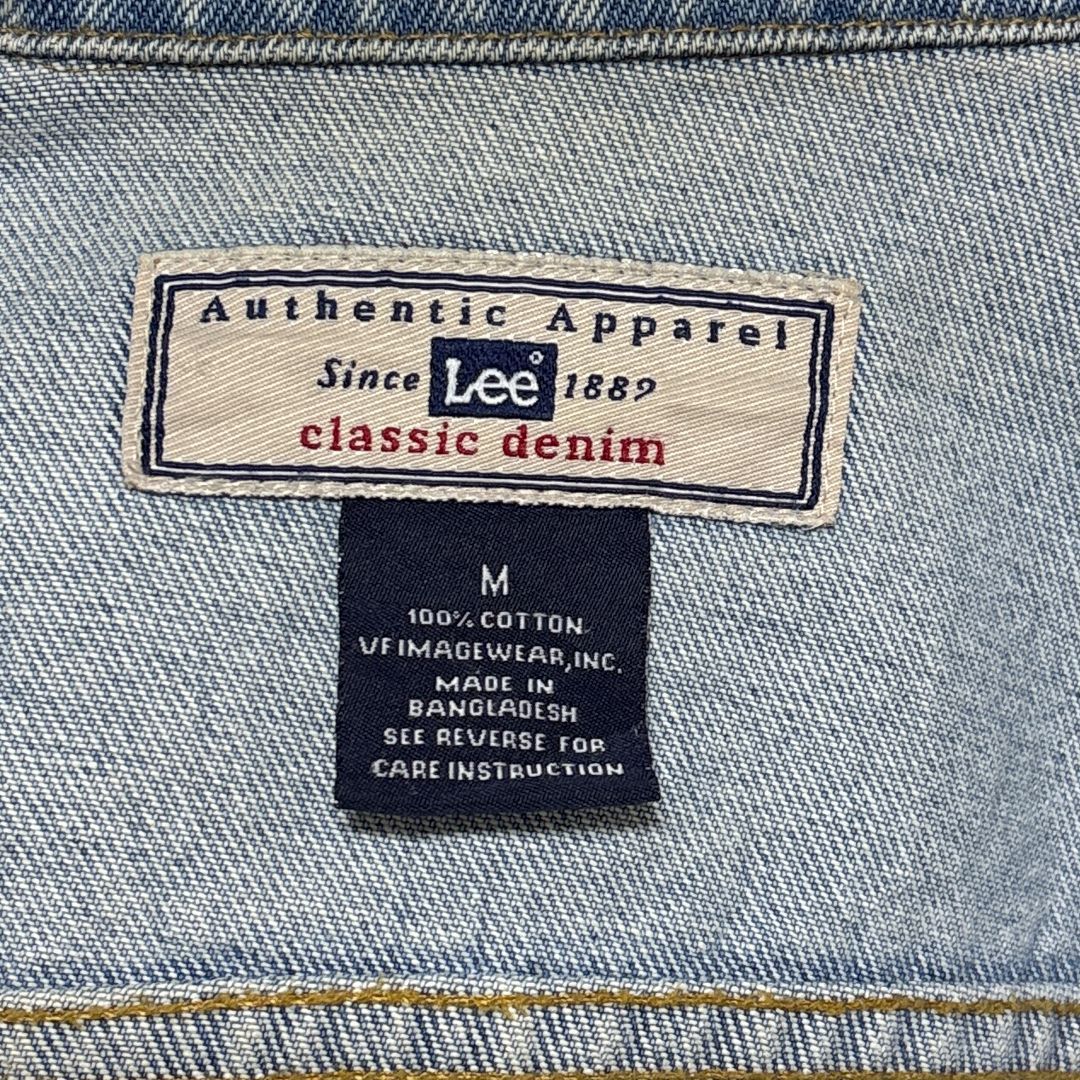 Authentic Apparel
Since Lee 1889
classic denim
M
100% COTTON
VF IMAGEWEAR, INC.
MADE IN
BANGLADESH
SEE REVERSE FOR
CARE INSTRUCTION